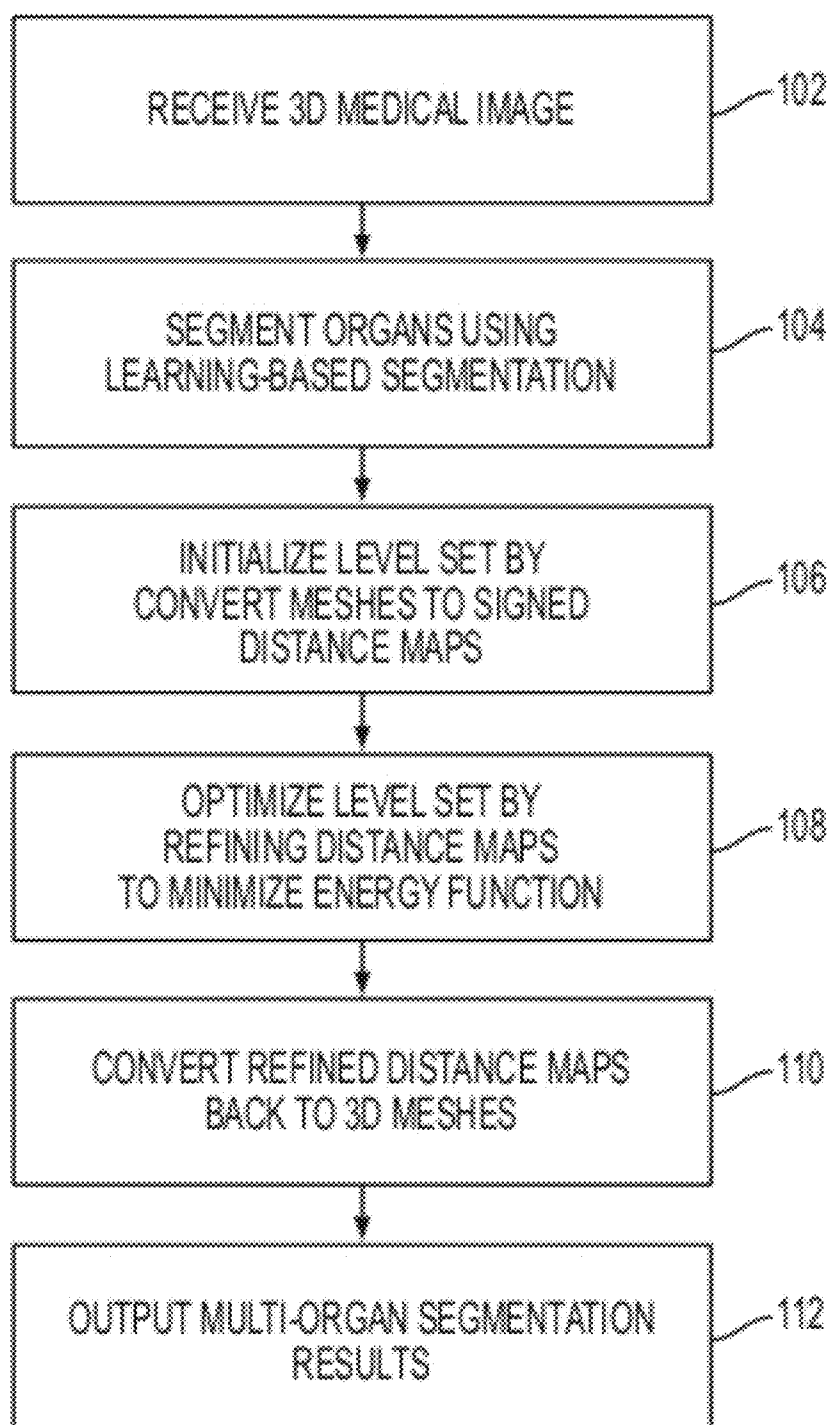 RECEIVE 3D MEDICAL IMAGE
102
SEGMENT ORGANS USING
LEARNING-BASED SEGMENTATION
104
INITIALIZE LEVEL SET BY
CONVERT MESHES TO SIGNED
DISTANCE MAPS
106
OPTIMIZE LEVEL SET BY
REFINING DISTANCE MAPS
TO MINIMIZE ENERGY FUNCTION
108
CONVERT REFINED DISTANCE MAPS
BACK TO 3D MESHES
110
OUTPUT MULTI-ORGAN SEGMENTATION
RESULTS
112